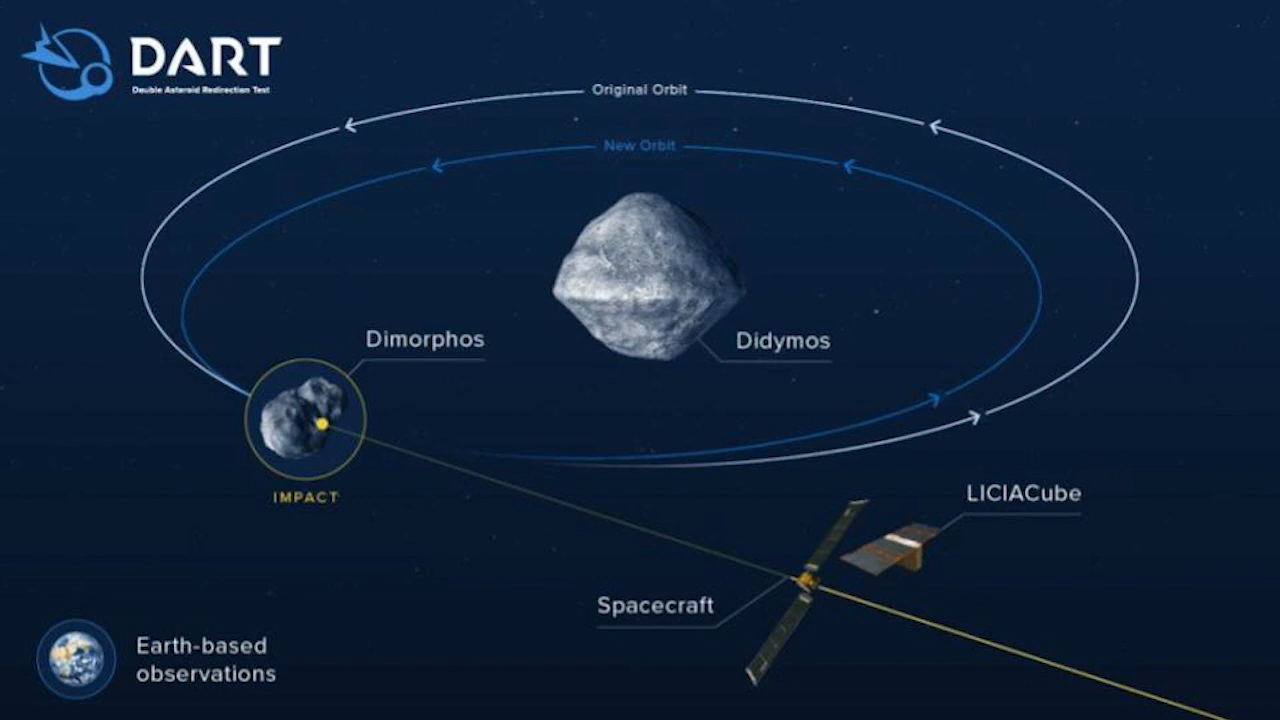 DART
Double Asteroid Redirection Test
Original Orbit
New Orbit
Dimorphos
Didymos
IMPACT
LICIACube
Spacecraft
Earth-based
observations